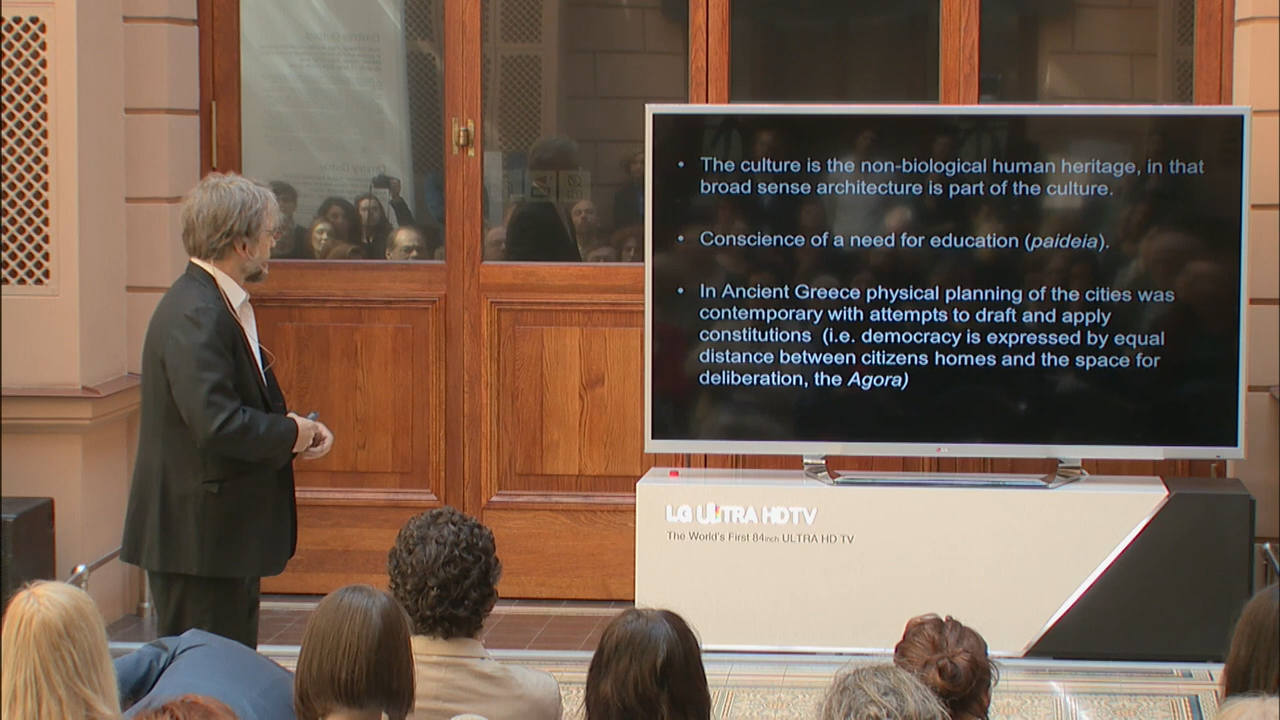 • The culture is the non-biological human heritage, in that
broad sense architecture is part of the culture.
• Conscience of a need for education (paideia).
• In Ancient Greece physical planning of the cities was
contemporary with attempts to draft and apply
constitutions (i.e. democracy is expressed by equal
distance between citizens homes and the space for
deliberation, the Agora)
LG ULTRA HDTV
The World's First 84inch ULTRA HD TV